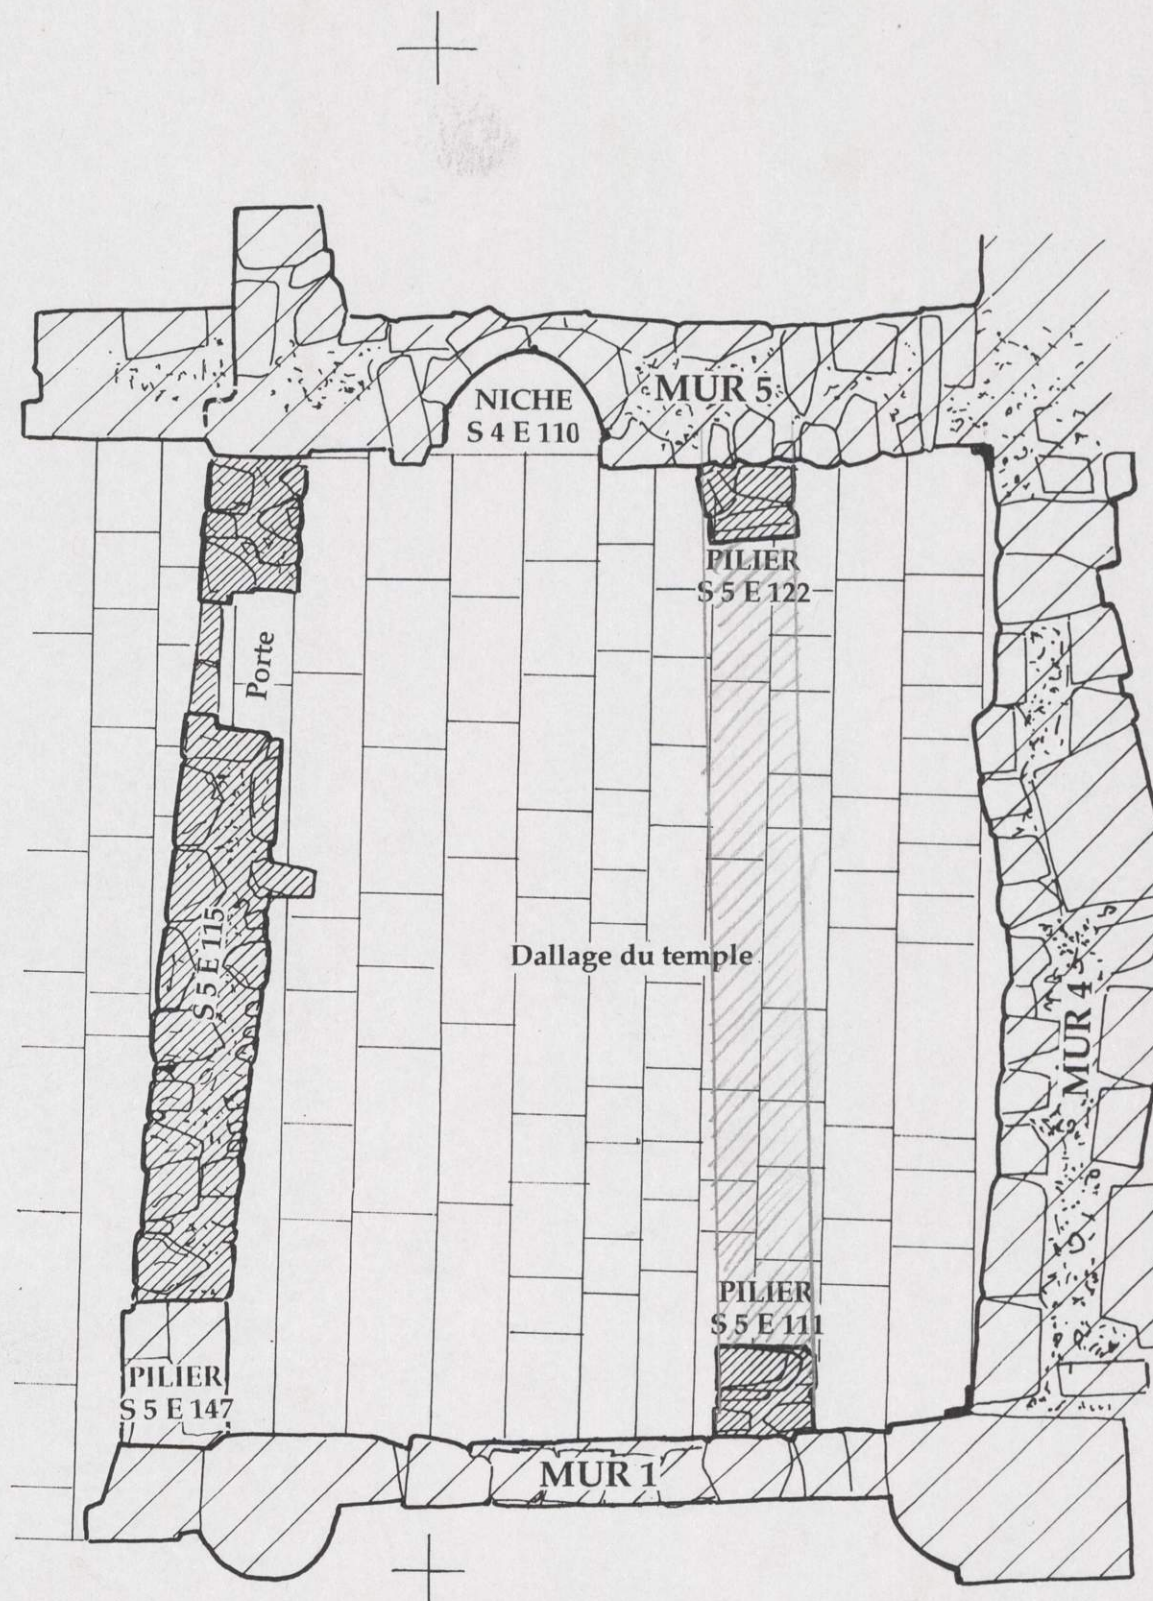 NICHE
S 4 E 110
MUR 5
PILIER
S 5 E 122
Porte
S 5 E 115
Dallage du temple
MUR 4
PILIER
S 5 E 111
PILIER
S 5 E 147
MUR 1